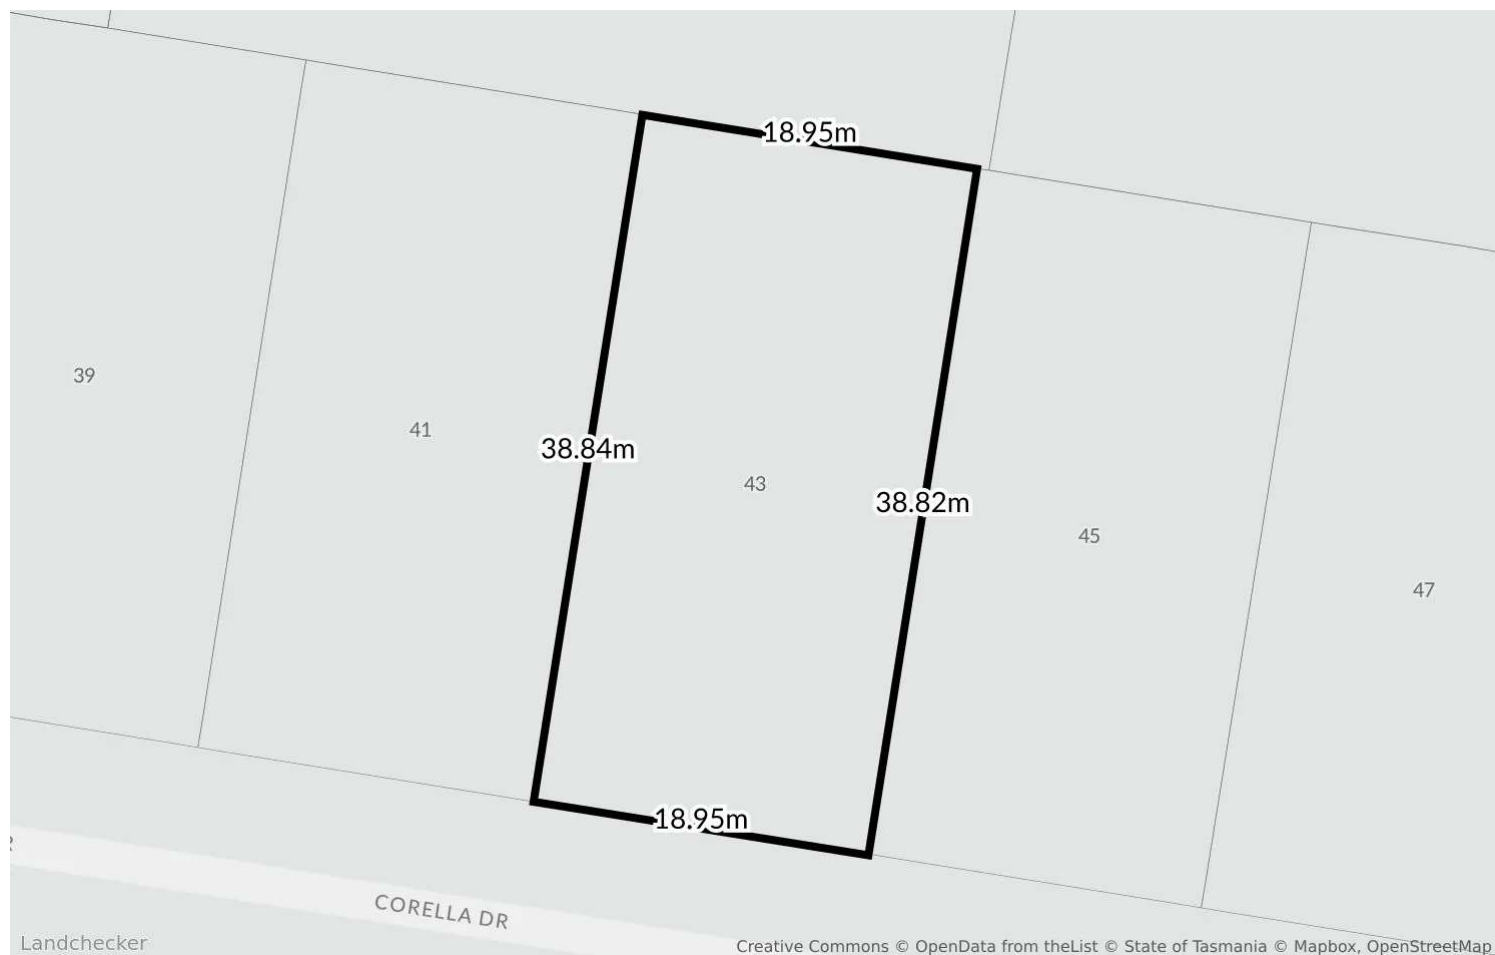 18.95m
39
41
38.84m
43
38.82m
45
47
18.95m
CORELLA DR
Landchecker
Creative Commons © OpenData from theList © State of Tasmania © Mapbox, OpenStreetMap